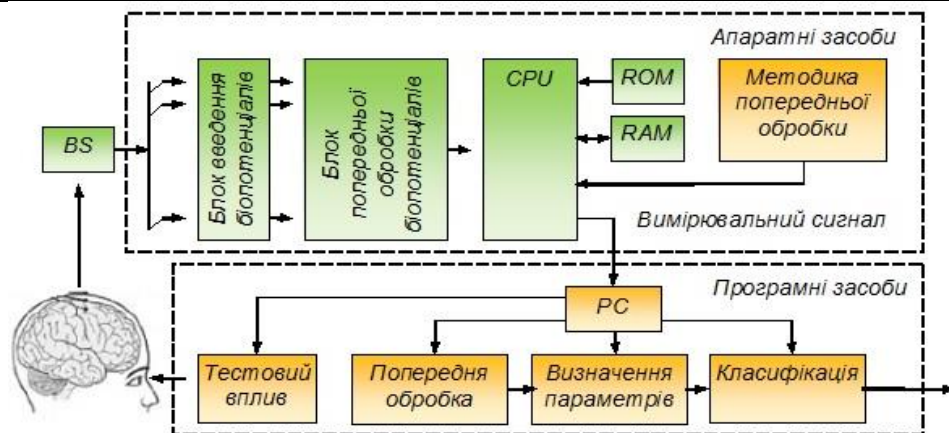 Апаратні засоби
BS
Блок введення
біопотенціалів
Блок
попередньої
обробки
біопотенціалів
CPU
ROM
RAM
Методика
попередньої
обробки
Вимірювальний сигнал
Програмні засоби
PC
Тестовий
вплив
Попередня
обробка
Визначення
параметрів
Класифікація